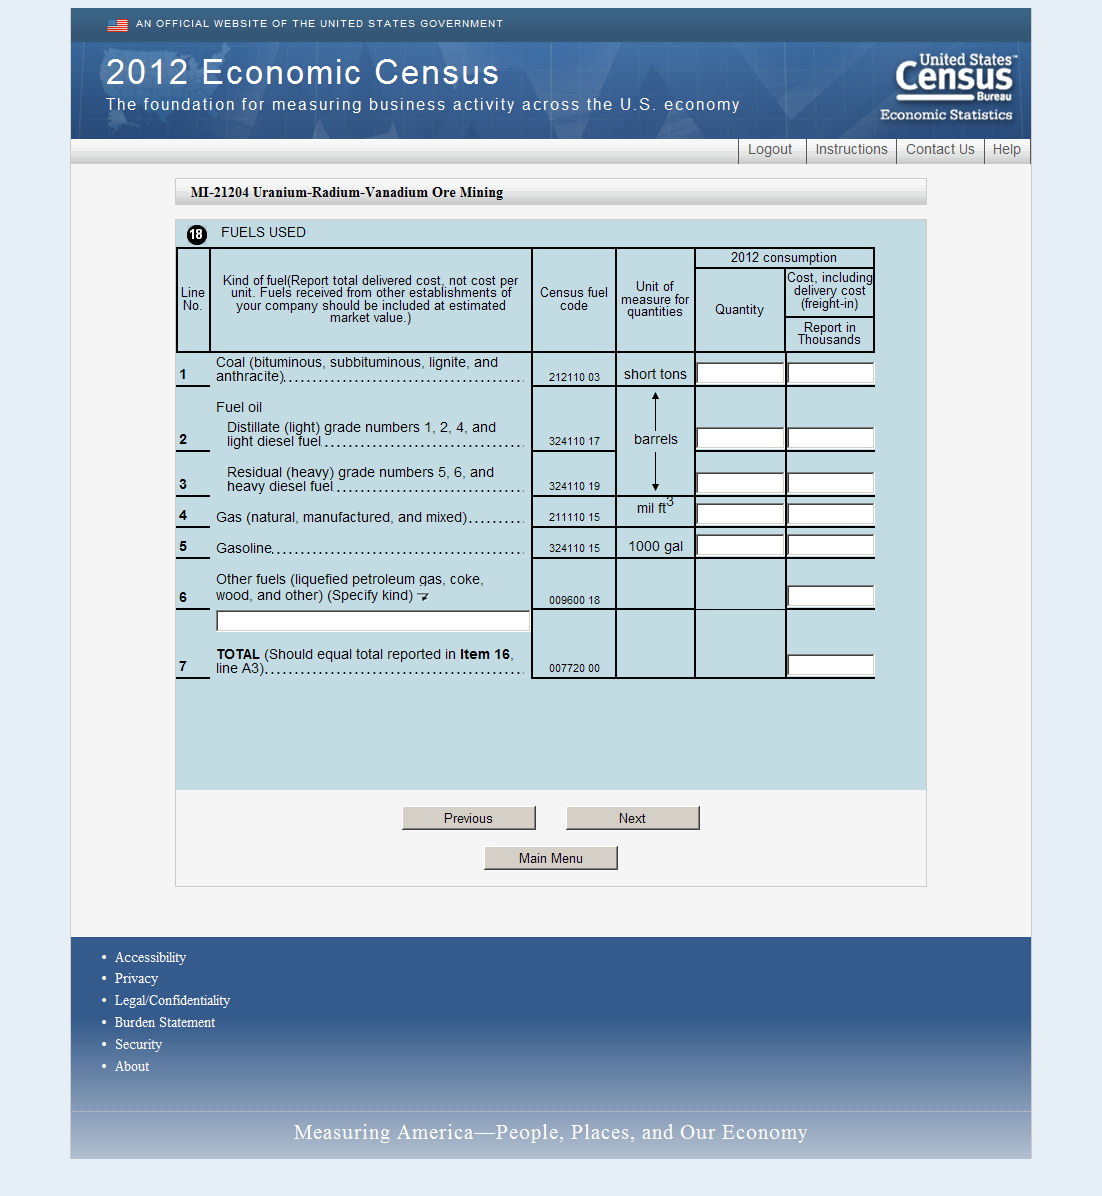 AN OFFICIAL WEBSITE OF THE UNITED STATES GOVERNMENT
2012 Economic Census
The foundation for measuring business activity across the U.S. economy
United States™
Census
Bureau
Economic Statistics
Logout
Instructions
Contact Us
Help
MI-21204 Uranium-Radium-Vanadium Ore Mining
18 FUELS USED
Line
No.
Kind of fuel(Report total delivered cost, not cost per
unit. Fuels received from other establishments of
your company should be included at estimated
market value.)
Census fuel
code
Unit of
measure for
quantities
2012 consumption
Quantity
Cost, including
delivery cost
(freight-in)
Report in
Thousands
1
Coal (bituminous, subbituminous, lignite, and
anthracite)
212110 03
short tons
Fuel oil
2
Distillate (light) grade numbers 1, 2, 4, and
light diesel fuel
324110 17
barrels
3
Residual (heavy) grade numbers 5, 6, and
heavy diesel fuel
324110 19
4
Gas (natural, manufactured, and mixed)
211110 15
mil ft3
5
Gasoline
324110 15
1000 gal
6
Other fuels (liquefied petroleum gas, coke,
wood, and other) (Specify kind)
009600 18
7
TOTAL (Should equal total reported in Item 16,
line A3)
007720 00
Previous
Next
Main Menu
• Accessibility
• Privacy
• Legal/Confidentiality
• Burden Statement
• Security
• About
Measuring America—People, Places, and Our Economy